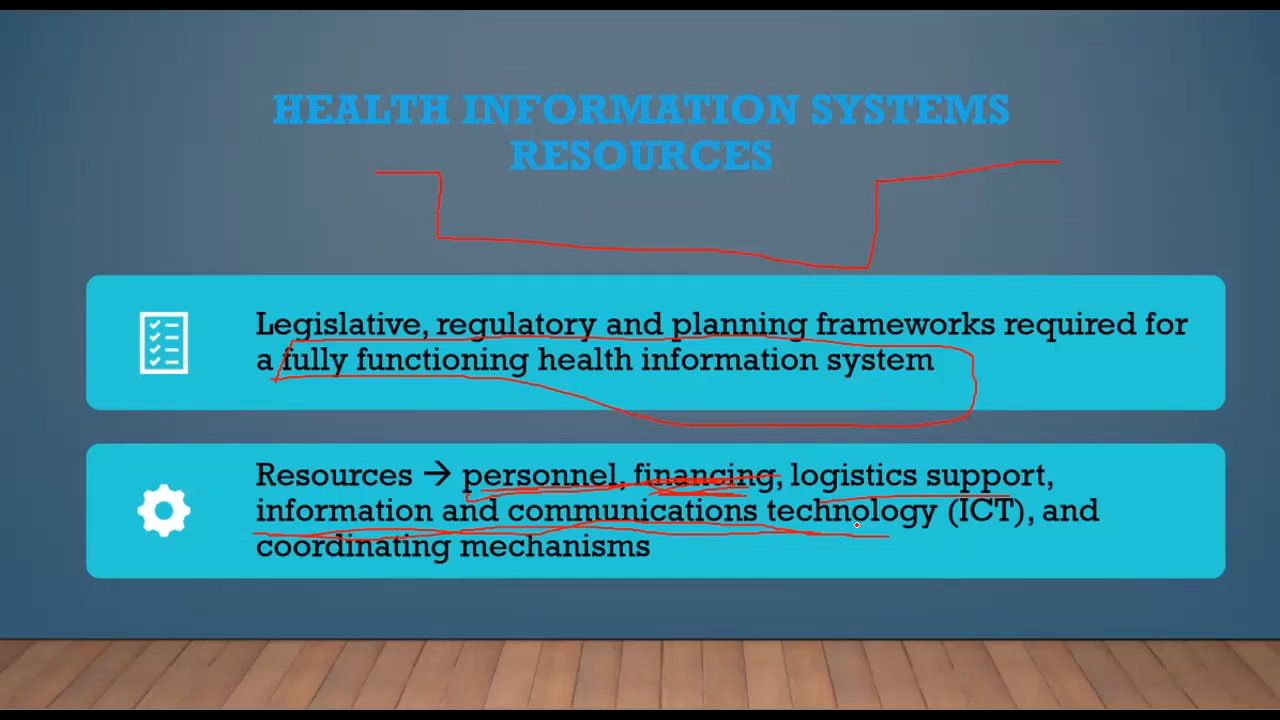 HEALTH INFORMATION SYSTEMS
RESOURCES
Legislative, regulatory and planning frameworks required for
a fully functioning health information system
Resources → personnel, financing, logistics support,
information and communications technology (ICT), and
coordinating mechanisms